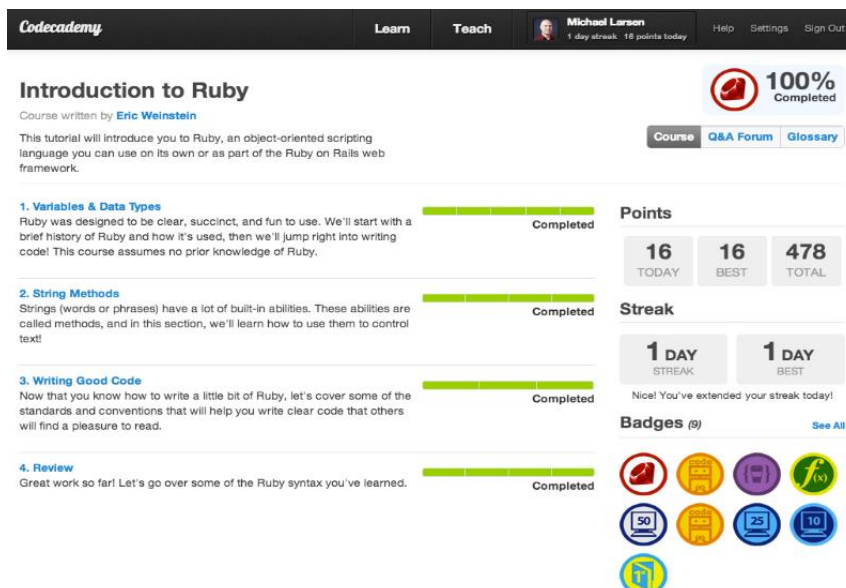 Codecademy
Learn
Teach
Michael Larsen
1 day streak 16 points today
Help
Settings
Sign Out
Introduction to Ruby
Course written by Eric Weinstein
This tutorial will introduce you to Ruby, an object-oriented scripting
language you can use on its own or as part of the Ruby on Rails web
framework.
100%
Completed
Course
Q&A Forum
Glossary
1. Variables & Data Types
Ruby was designed to be clear, succinct, and fun to use. We'll start with a
brief history of Ruby and how it's used, then we'll jump right into writing
code! This course assumes no prior knowledge of Ruby.
Completed
2. String Methods
Strings (words or phrases) have a lot of built-in abilities. These abilities are
called methods, and in this section, we'll learn how to use them to control
text!
Completed
3. Writing Good Code
Now that you know how to write a little bit of Ruby, let's cover some of the
standards and conventions that will help you write clear code that others
will find a pleasure to read.
Completed
4. Review
Great work so far! Let's go over some of the Ruby syntax you've learned.
Completed
Points
16 16 478
TODAY BEST TOTAL
Streak
1 DAY 1 DAY
STREAK BEST
Nice! You've extended your streak today!
Badges (9)
See All
code
f(x)
50
code
25
10
1st